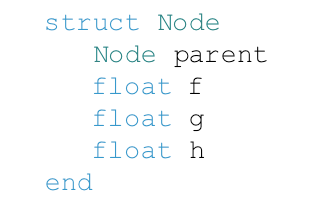 struct Node
Node parent
float f
float g
float h
end